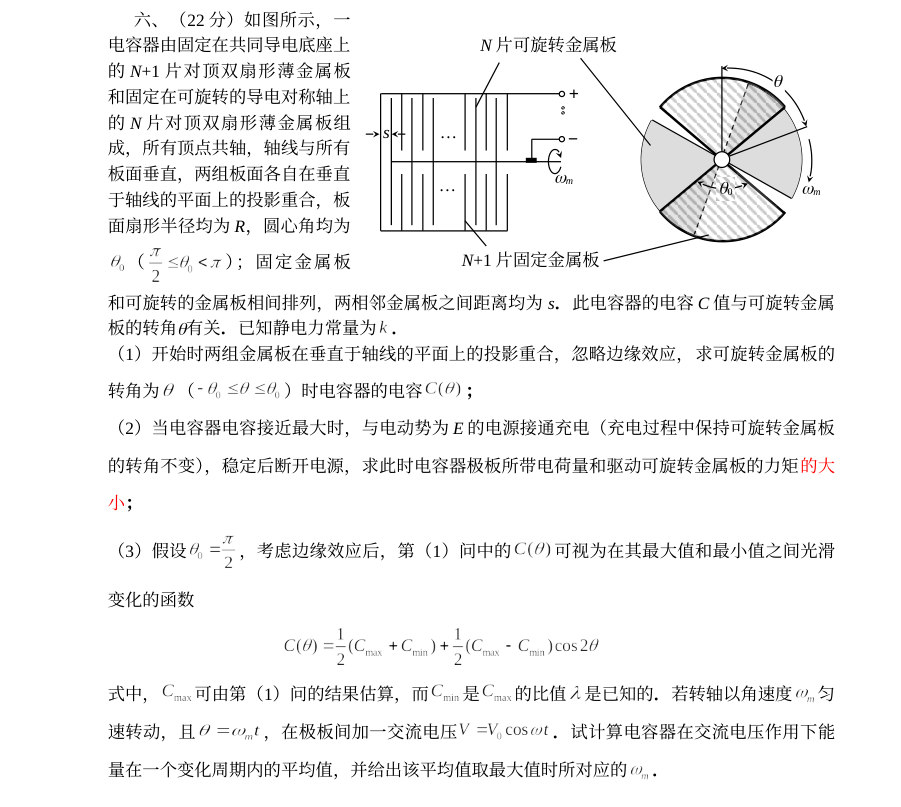 六、（22 分）如图所示，一
电容器由固定在共同导电底座上
的 N+1 片对顶双扇形薄金属板
和固定在可旋转的导电对称轴上
的 N 片对顶双扇形薄金属板组
成，所有顶点共轴，轴线与所有
板面垂直，两组板面各自在垂直
于轴线的平面上的投影重合，板
面扇形半径均为 R，圆心角均为
θ₀（π/2 ≤θ₀<π）；固定金属板
N 片可旋转金属板
s
…
…
+
−
ωₘ
N+1 片固定金属板
θ
θ₀
ωₘ
和可旋转的金属板相间排列，两相邻金属板之间距离均为 s．此电容器的电容 C 值与可旋转金属
板的转角θ有关．已知静电力常量为 k．
（1）开始时两组金属板在垂直于轴线的平面上的投影重合，忽略边缘效应，求可旋转金属板的
转角为 θ（-θ₀ ≤θ ≤θ₀）时电容器的电容 C(θ)；
（2）当电容器电容接近最大时，与电动势为 E 的电源接通充电（充电过程中保持可旋转金属板
的转角不变），稳定后断开电源，求此时电容器极板所带电荷量和驱动可旋转金属板的力矩的大
小；
（3）假设 θ₀ =π/2，考虑边缘效应后，第（1）问中的 C(θ) 可视为在其最大值和最小值之间光滑
变化的函数
C(θ) =1/2(Cmax + Cmin)+1/2(Cmax - Cmin)cos2θ
式中，Cmax 可由第（1）问的结果估算，而 Cmin 是 Cmax 的比值 λ 是已知的．若转轴以角速度 ωₘ 匀
速转动，且 θ =ωₘt，在极板间加一交流电压 V =V₀ cosωt．试计算电容器在交流电压作用下能
量在一个变化周期内的平均值，并给出该平均值取最大值时所对应的 ωₘ．